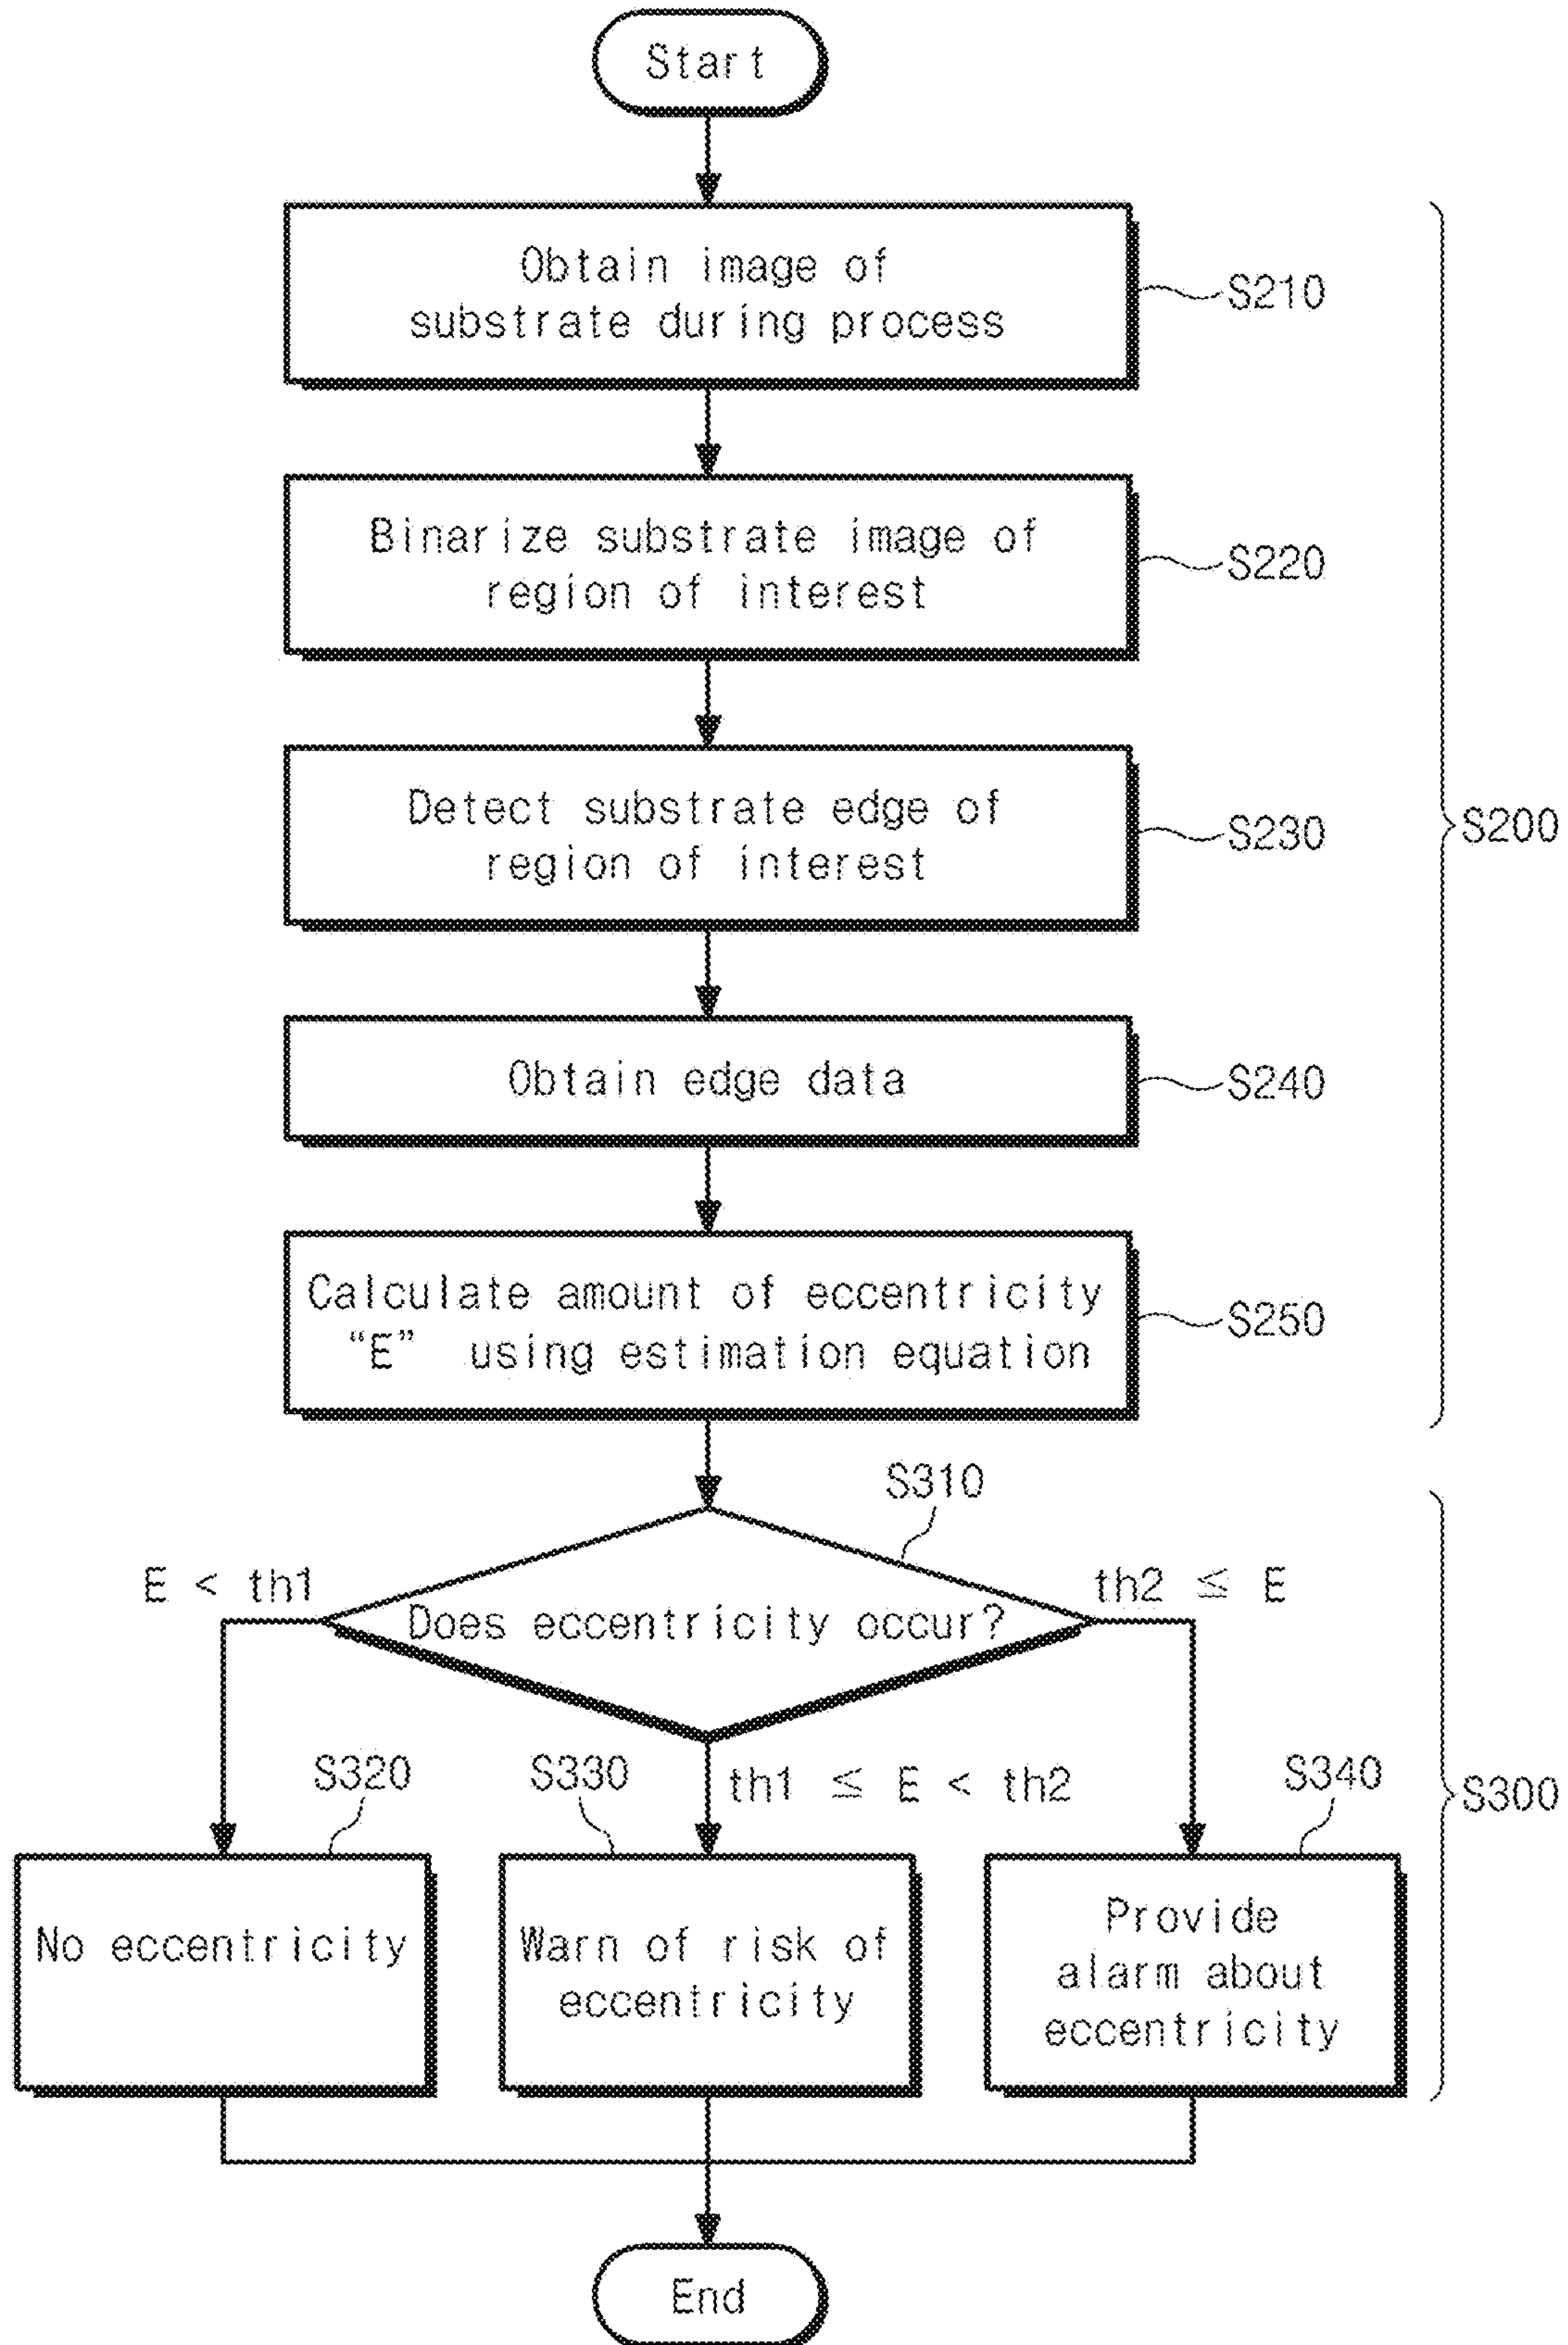 Start
Obtain image of
substrate during process
S210
Binarize substrate image of
region of interest
S220
Detect substrate edge of
region of interest
S230
S200
Obtain edge data
S240
Calculate amount of eccentricity
“E” using estimation equation
S250
S310
E < th1
th2 ≦ E
Does eccentricity occur?
S320
S330
th1 ≦ E < th2
S340
S300
No eccentricity
Warn of risk of
eccentricity
Provide
alarm about
eccentricity
End